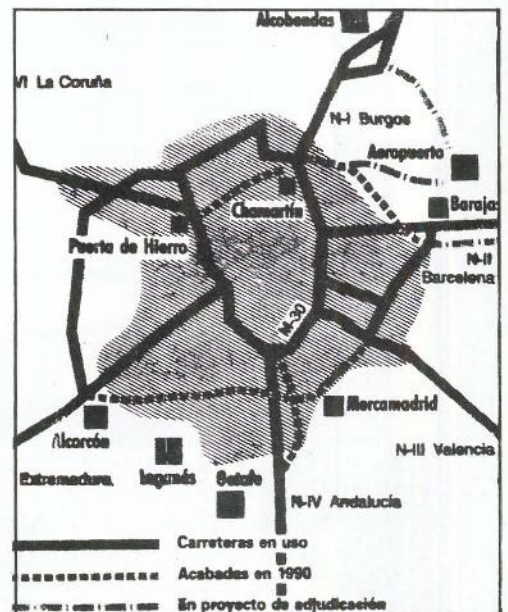 Alcobendas
VI La Coruña
N-I Burgos
Aeropuerto
Chamartín
Barajas
Puerta de Hierro
N-II
Barcelona
M-30
Mercamadrid
Alcorcón
N-III Valencia
Extremadura
Leganés
Getafe
N-IV Andalucía
Carreteras en uso
Acabadas en 1990
En proyecto de adjudicación